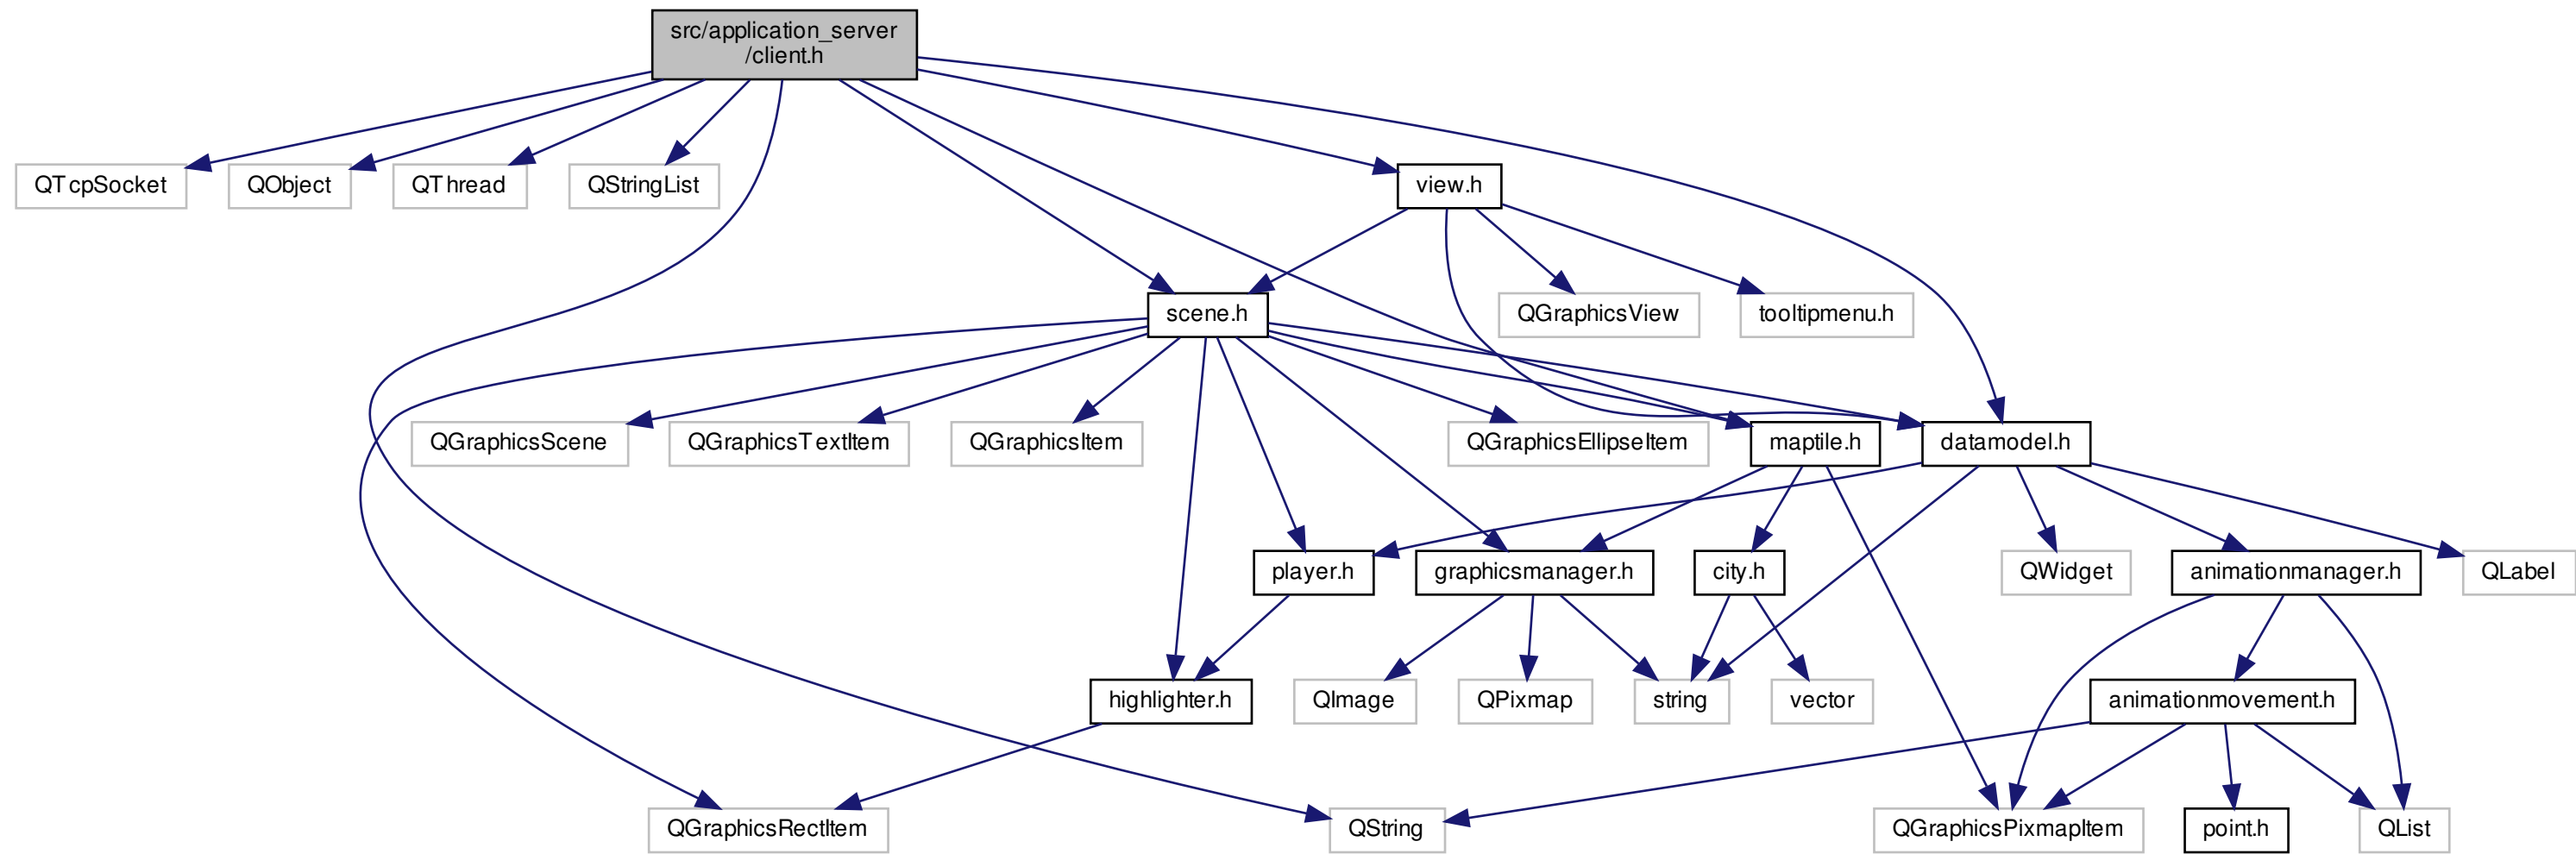 src/application_server
/client.h
QTcpSocket
QObject
QThread
QStringList
view.h
scene.h
QGraphicsView
tooltipmenu.h
QGraphicsScene
QGraphicsTextItem
QGraphicsItem
QGraphicsEllipseItem
maptile.h
datamodel.h
player.h
graphicsmanager.h
city.h
QWidget
animationmanager.h
QLabel
highlighter.h
QImage
QPixmap
string
vector
animationmovement.h
QGraphicsRectItem
QString
QGraphicsPixmapItem
point.h
QList